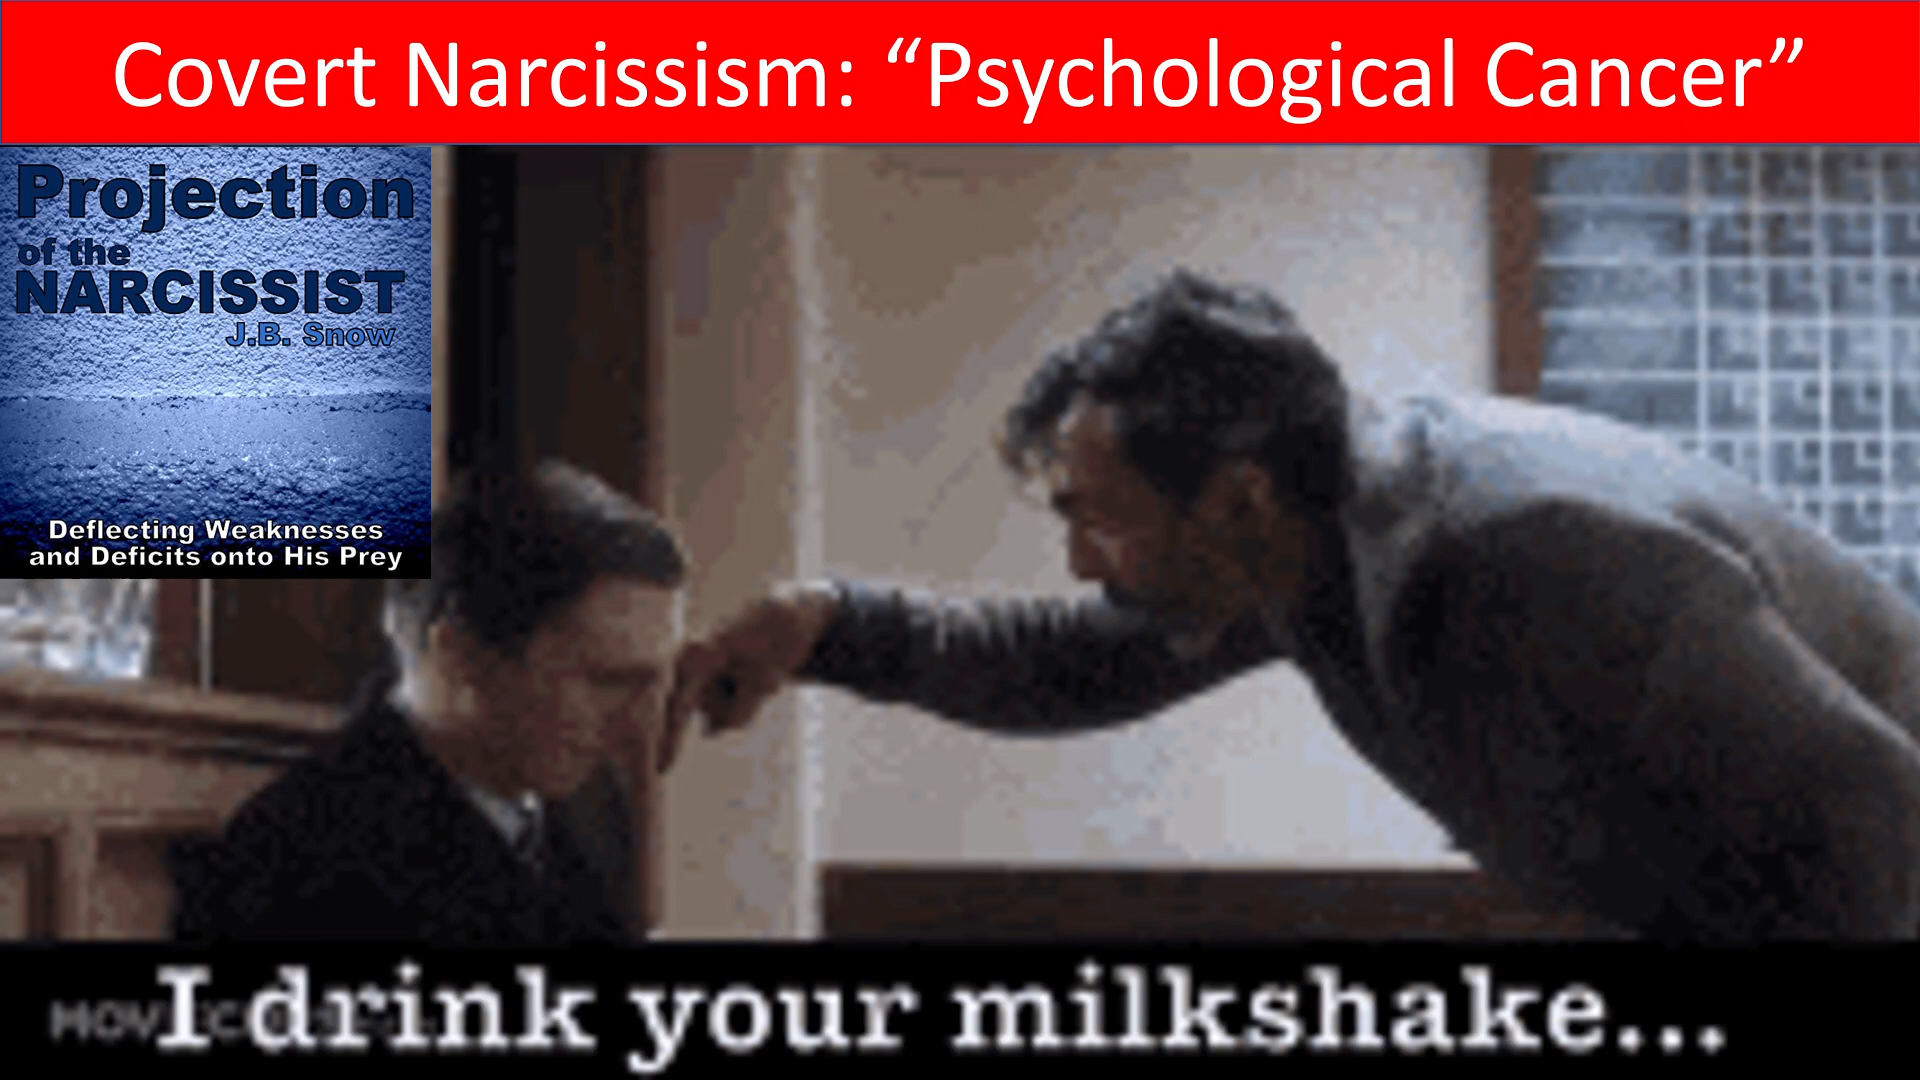 Covert Narcissism: “Psychological Cancer”
Projection
of the
NARCISSIST
J.B. Snow
Deflecting Weaknesses
and Deficits onto His Prey
I drink your milkshake...